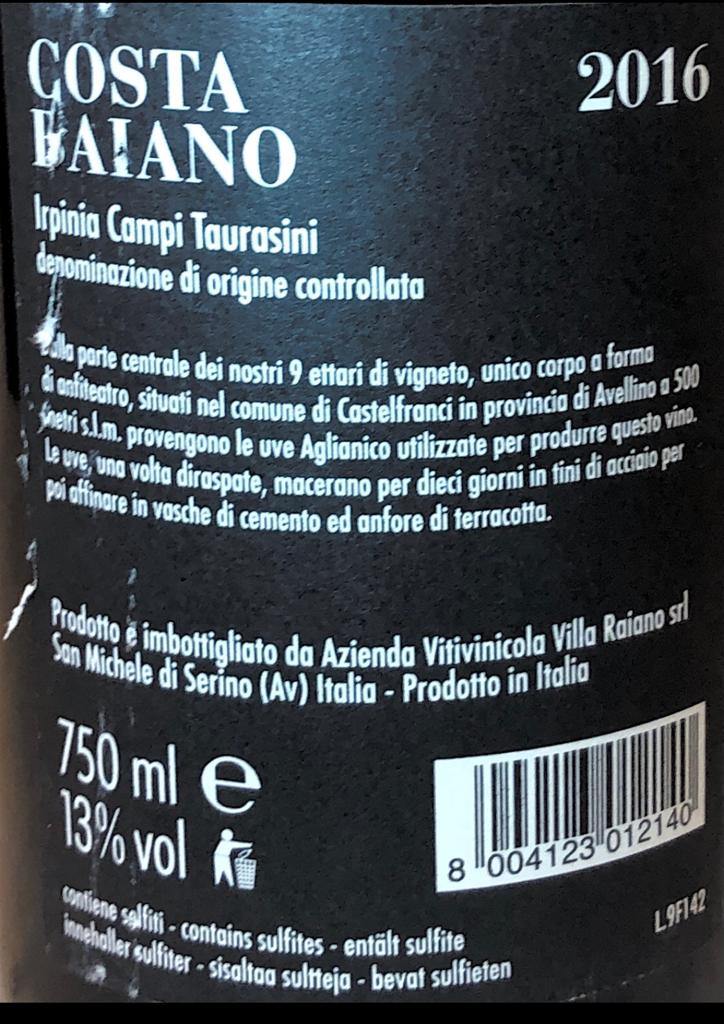 COSTA
BAIANO
2016
Irpinia Campi Taurasini
denominazione di origine controllata
Dalla parte centrale dei nostri 9 ettari di vigneto, unico corpo a forma
di anfiteatro, situati nel comune di Castelfranci in provincia di Avellino a 500
metri s.l.m. provengono le uve Aglianico utilizzate per produrre questo vino.
Le uve, una volta diraspate, macerano per dieci giorni in tini di acciaio per
poi affinare in vasche di cemento ed anfore di terracotta.
Prodotto e imbottigliato da Azienda Vitivinicola Villa Raiano srl
San Michele di Serino (Av) Italia - Prodotto in Italia
750 ml e
13% vol
8 004123 012140
contiene solfiti - contains sulfites - entält sulfite
innehaller sulfiter - sisaltaa sultteja - bevat sulfieten
L9F142